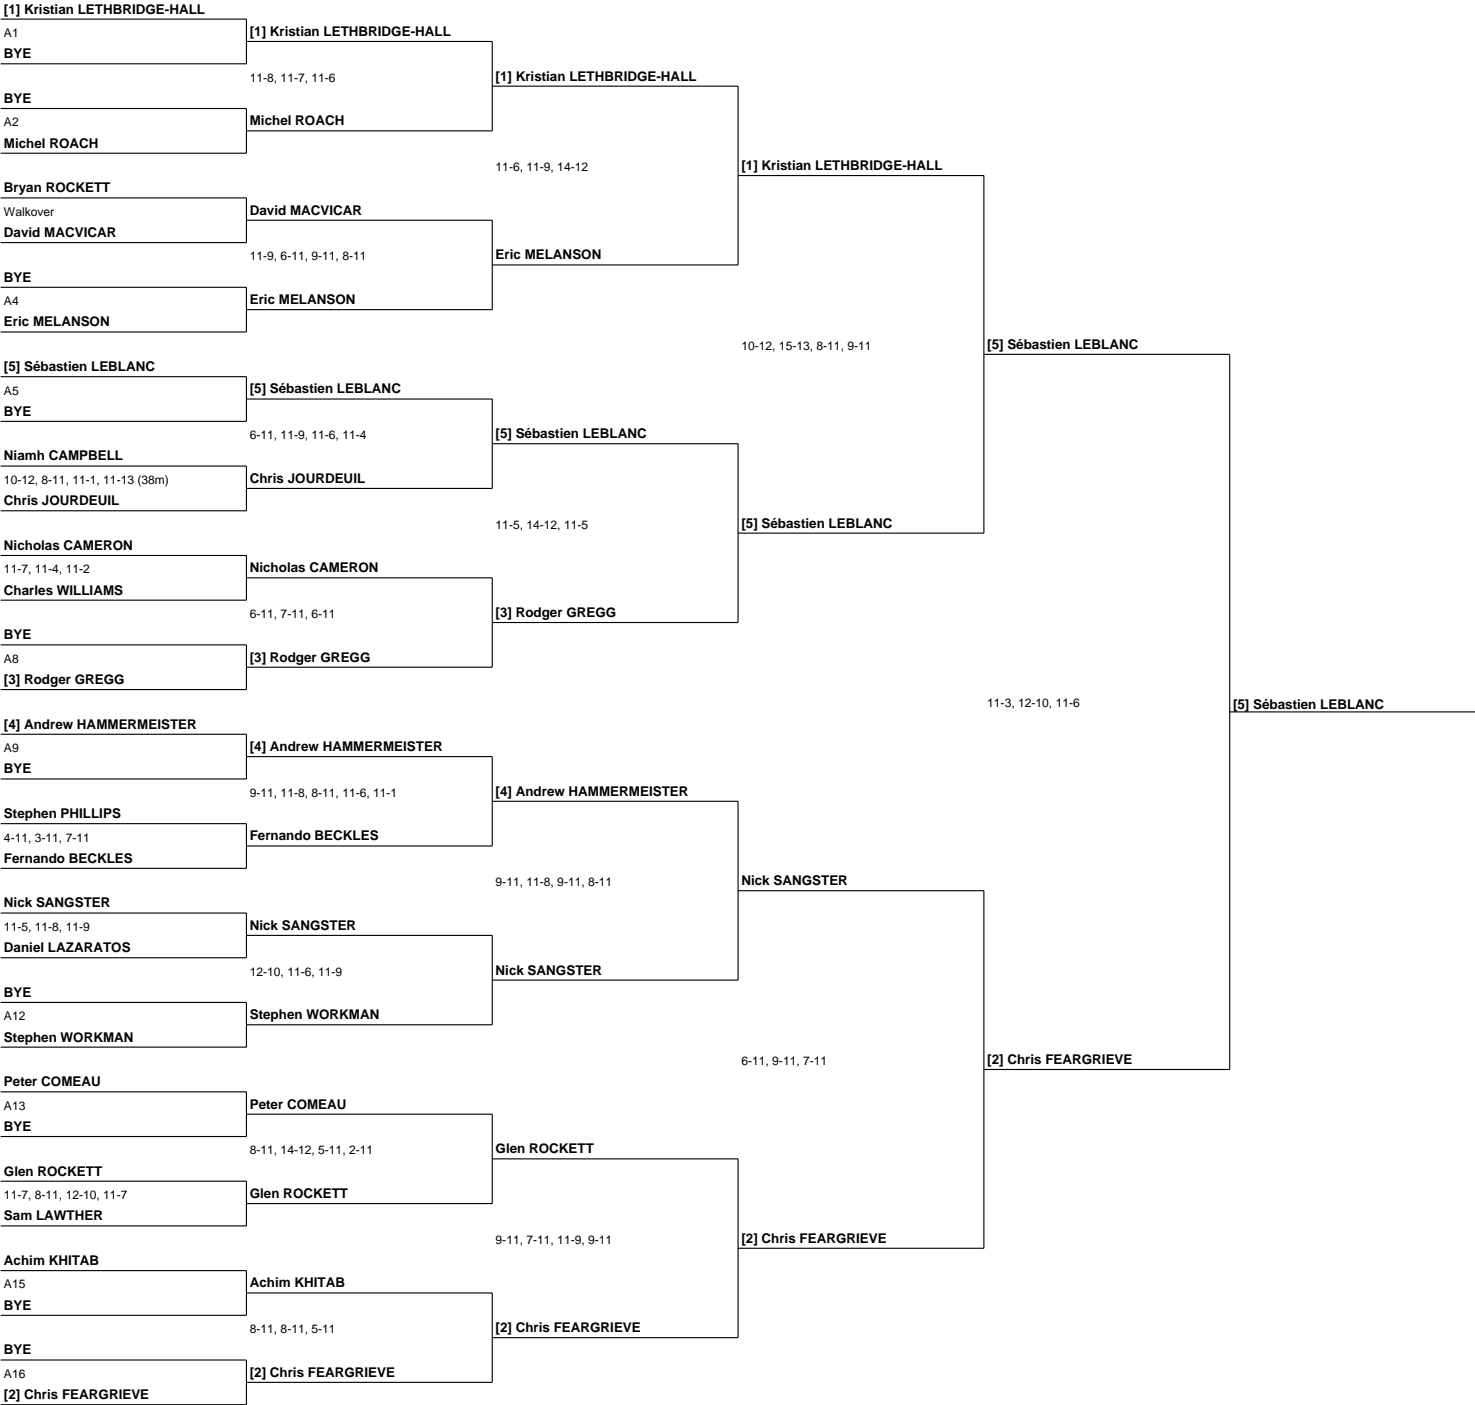 [1] Kristian LETHBRIDGE-HALL
A1
BYE
BYE
A2
Michel ROACH
Bryan ROCKETT
Walkover
David MACVICAR
BYE
A4
Eric MELANSON
[5] Sébastien LEBLANC
A5
BYE
Niamh CAMPBELL
10-12, 8-11, 11-1, 11-13 (38m)
Chris JOURDEUIL
Nicholas CAMERON
11-7, 11-4, 11-2
Charles WILLIAMS
BYE
A8
[3] Rodger GREGG
[4] Andrew HAMMERMEISTER
A9
BYE
Stephen PHILLIPS
4-11, 3-11, 7-11
Fernando BECKLES
Nick SANGSTER
11-5, 11-8, 11-9
Daniel LAZARATOS
BYE
A12
Stephen WORKMAN
Peter COMEAU
A13
BYE
Glen ROCKETT
11-7, 8-11, 12-10, 11-7
Sam LAWTHER
Achim KHITAB
A15
BYE
BYE
A16
[2] Chris FEARGRIEVE
[1] Kristian LETHBRIDGE-HALL
11-8, 11-7, 11-6
Michel ROACH
David MACVICAR
11-9, 6-11, 9-11, 8-11
Eric MELANSON
[5] Sébastien LEBLANC
6-11, 11-9, 11-6, 11-4
Chris JOURDEUIL
Nicholas CAMERON
6-11, 7-11, 6-11
[3] Rodger GREGG
[4] Andrew HAMMERMEISTER
9-11, 11-8, 8-11, 11-6, 11-1
Fernando BECKLES
Nick SANGSTER
12-10, 11-6, 11-9
Stephen WORKMAN
Peter COMEAU
8-11, 14-12, 5-11, 2-11
Glen ROCKETT
Achim KHITAB
8-11, 8-11, 5-11
[2] Chris FEARGRIEVE
[1] Kristian LETHBRIDGE-HALL
11-6, 11-9, 14-12
Eric MELANSON
[5] Sébastien LEBLANC
11-5, 14-12, 11-5
[3] Rodger GREGG
[4] Andrew HAMMERMEISTER
9-11, 11-8, 9-11, 8-11
Nick SANGSTER
Glen ROCKETT
9-11, 7-11, 11-9, 9-11
[2] Chris FEARGRIEVE
[1] Kristian LETHBRIDGE-HALL
10-12, 15-13, 8-11, 9-11
[5] Sébastien LEBLANC
Nick SANGSTER
6-11, 9-11, 7-11
[2] Chris FEARGRIEVE
[5] Sébastien LEBLANC
11-3, 12-10, 11-6
[2] Chris FEARGRIEVE
[5] Sébastien LEBLANC